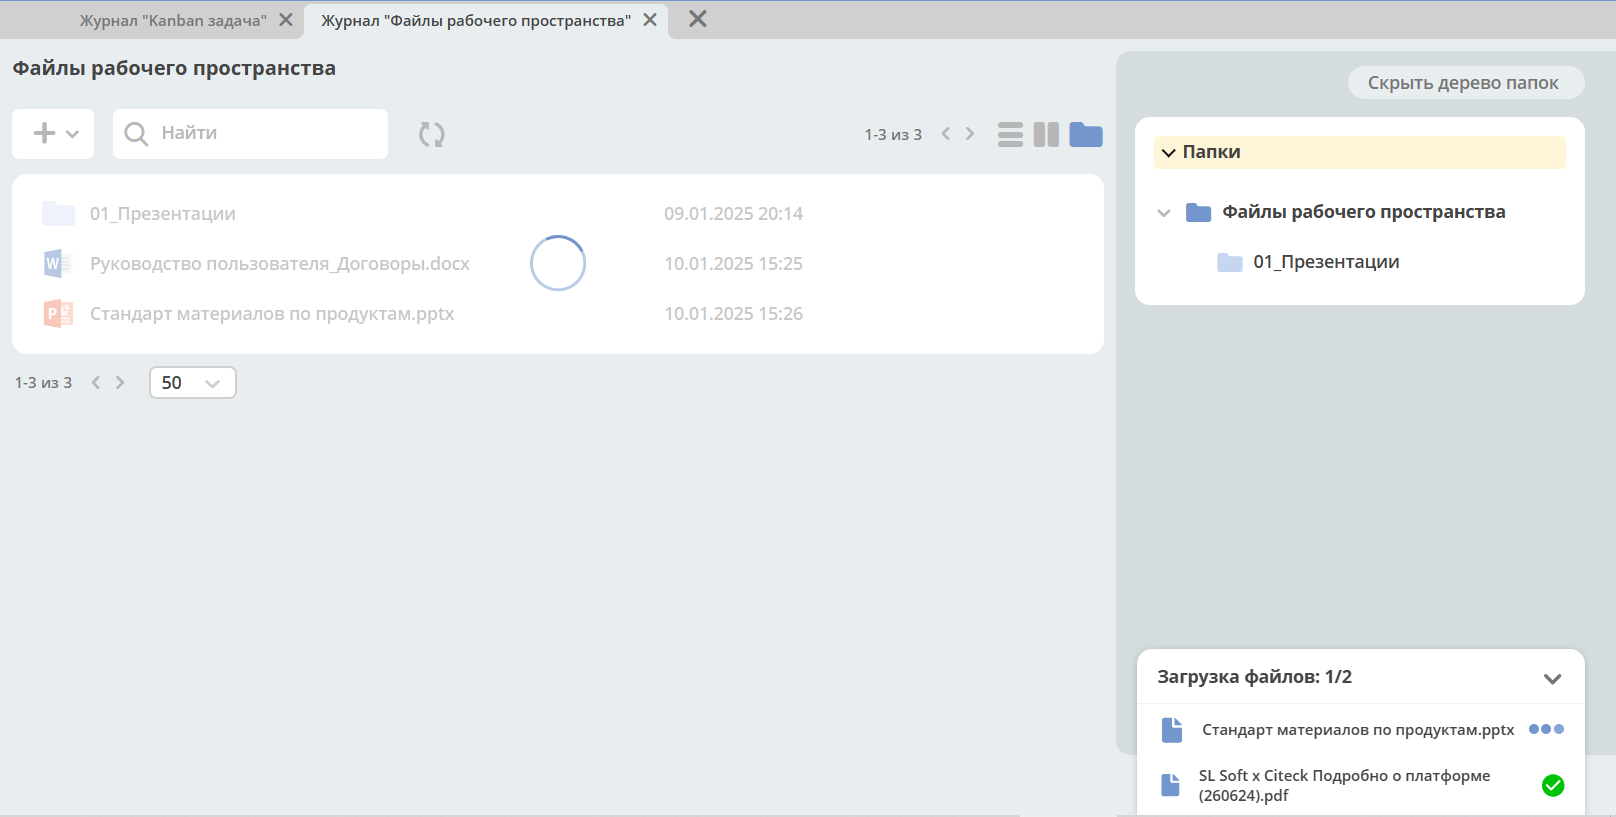 Журнал "Kanban задача"
Журнал "Файлы рабочего пространства"
Файлы рабочего пространства
Найти
1-3 из 3
01_Презентации 09.01.2025 20:14
W Руководство пользователя_Договоры.docx 10.01.2025 15:25
P Стандарт материалов по продуктам.pptx 10.01.2025 15:26
1-3 из 3
50
Скрыть дерево папок
Папки
Файлы рабочего пространства
01_Презентации
Загрузка файлов: 1/2
Стандарт материалов по продуктам.pptx
SL Soft x Citeck Подробно о платформе
(260624).pdf